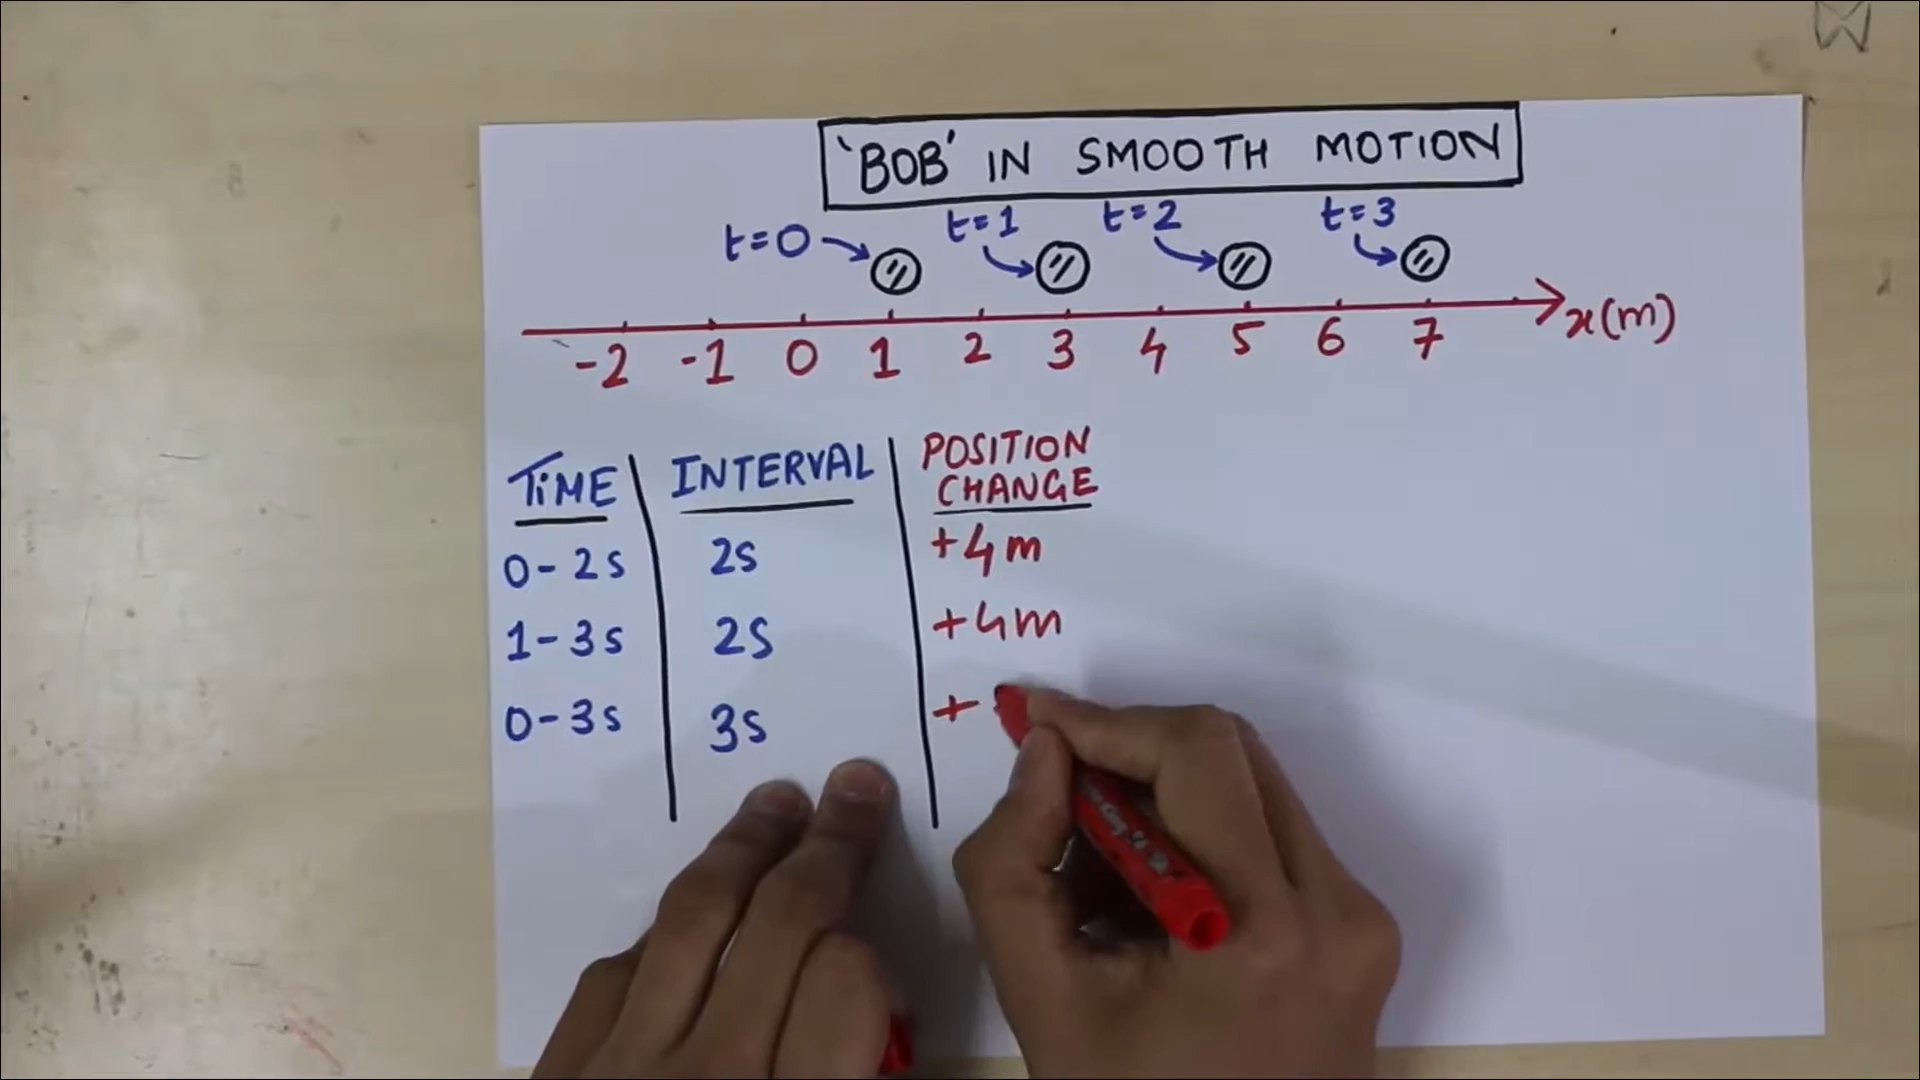 'BOB' IN SMOOTH MOTION
t=0 t=1 t=2 t=3
-2 -1 0 1 2 3 4 5 6 7 x(m)
TIME INTERVAL POSITION CHANGE
0-2s 2s +4m
1-3s 2s +4m
0-3s 3s +